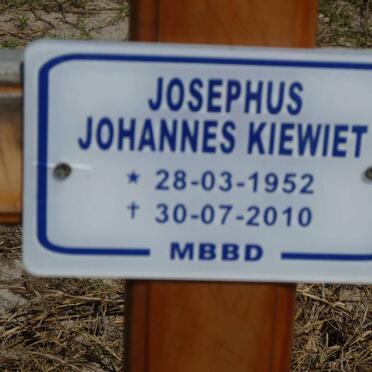 JOSEPHUS
JOHANNES KIEWIET
* 28-03-1952
† 30-07-2010
MBBD